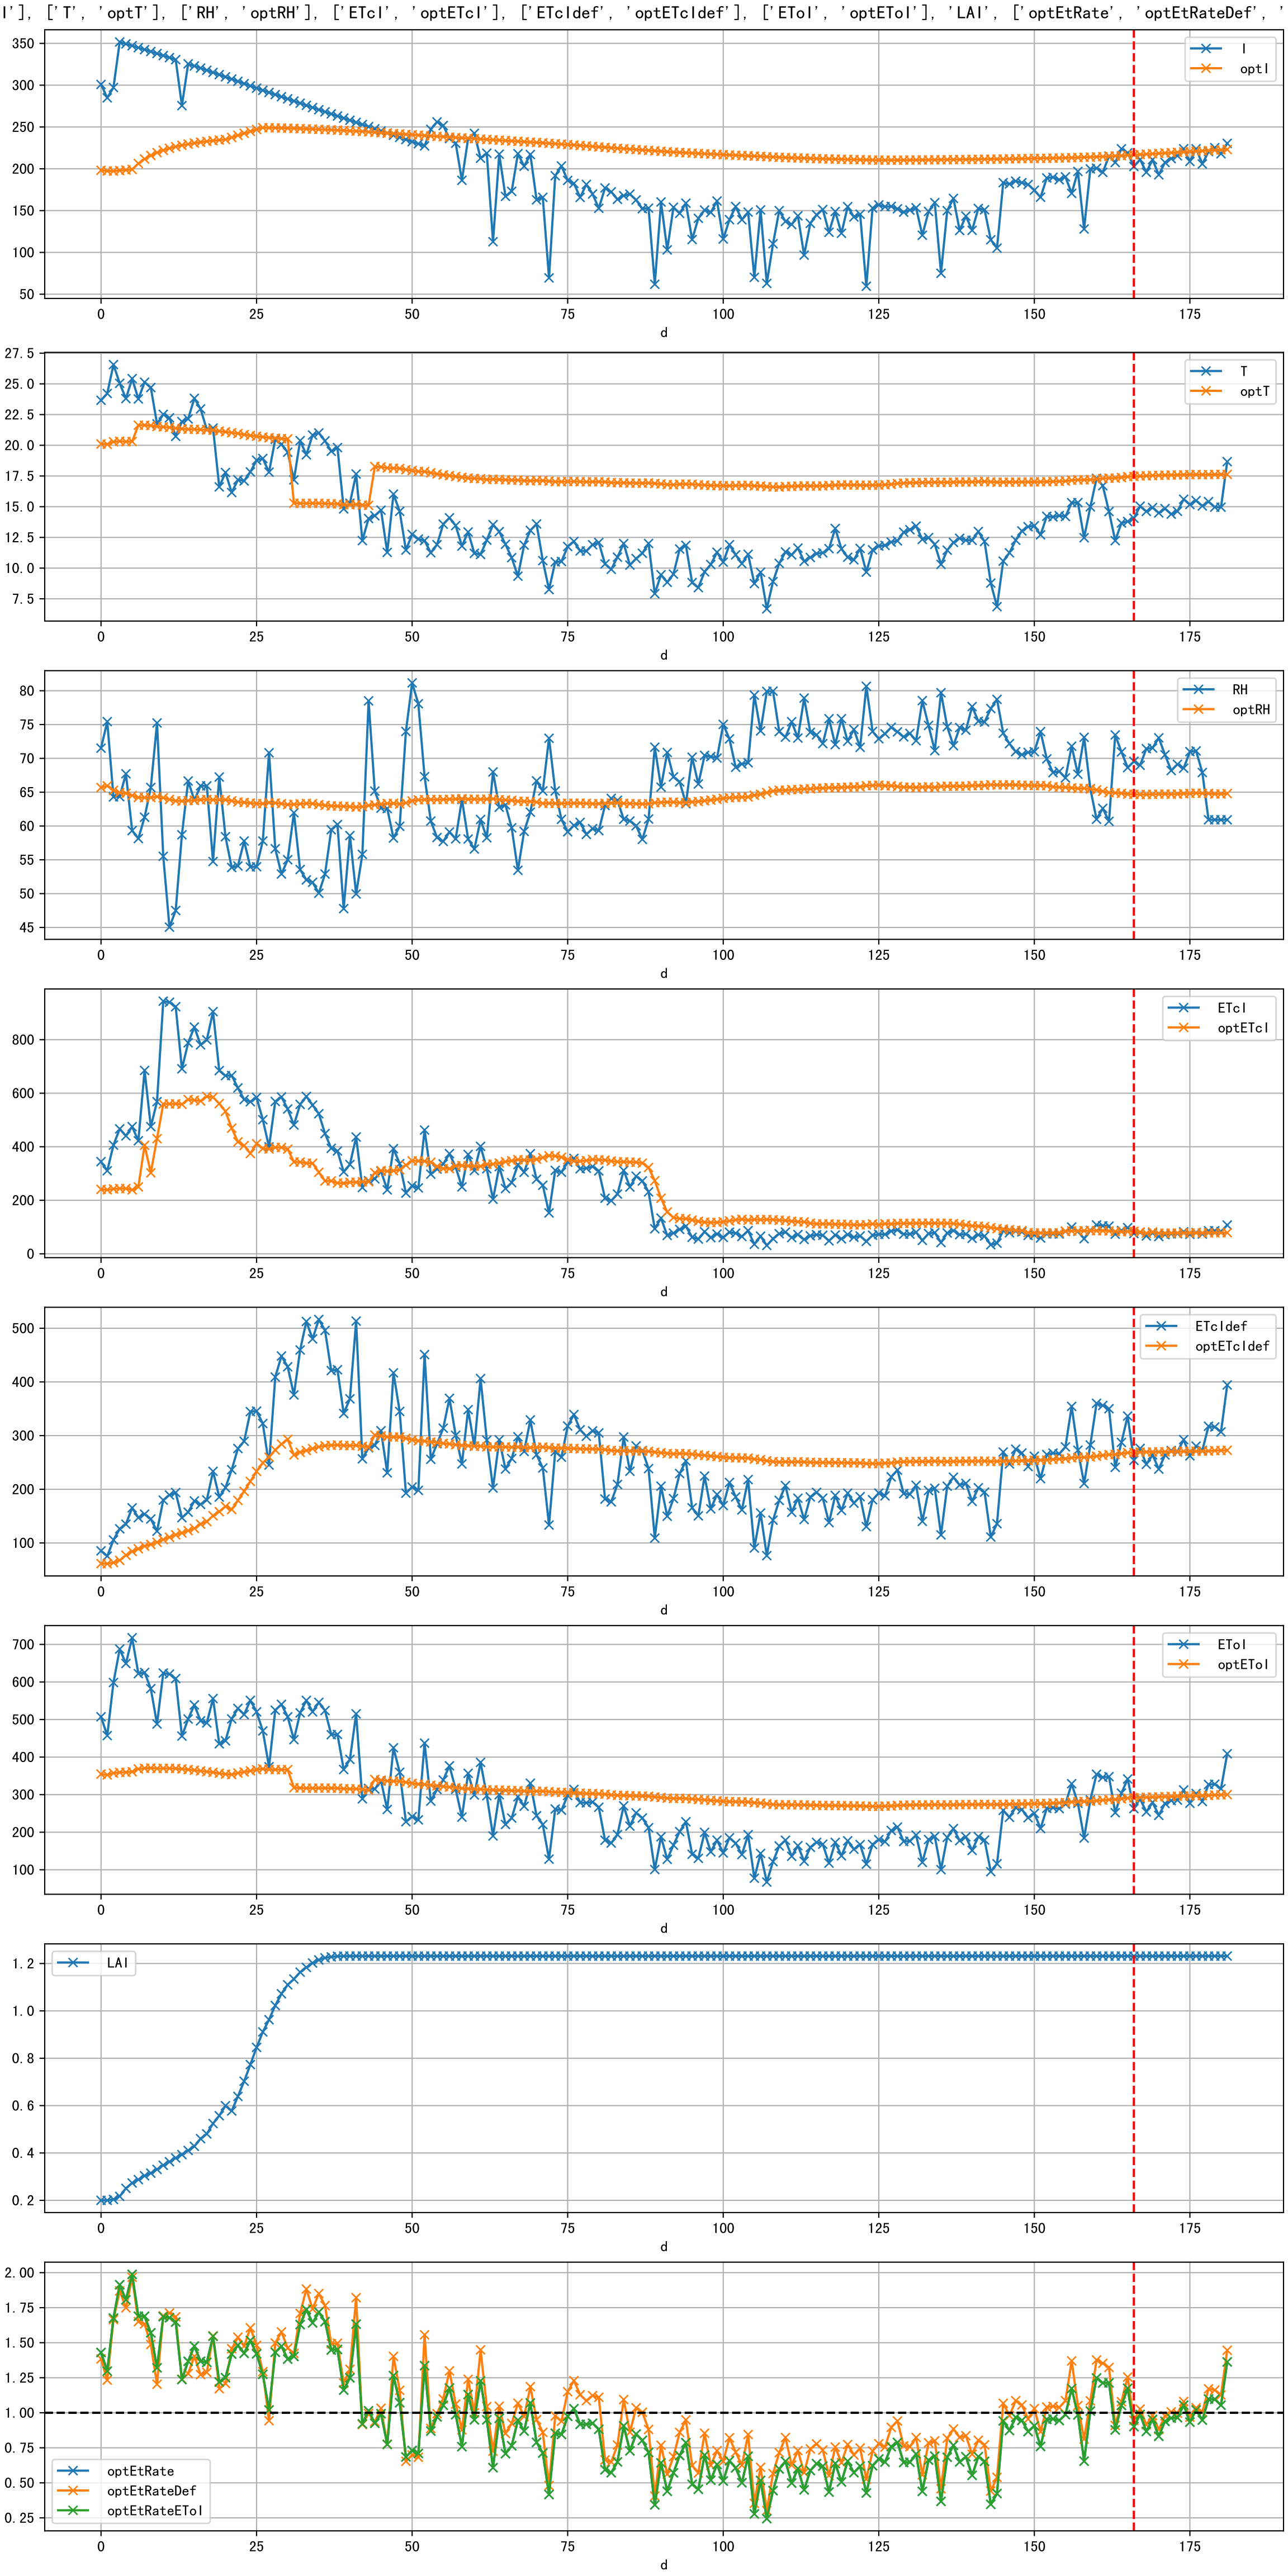 I'], ['T', 'optT'], ['RH', 'optRH'], ['ETcI', 'optETcI'], ['ETcIdef', 'optETcIdef'], ['EToI', 'optEToI'], 'LAI', ['optEtRate', 'optEtRateDef', '
I
optI
350
300
250
200
150
100
50
0 25 50 75 100 125 150 175
d
T
optT
27.5
25.0
22.5
20.0
17.5
15.0
12.5
10.0
7.5
0 25 50 75 100 125 150 175
d
RH
optRH
80
75
70
65
60
55
50
45
0 25 50 75 100 125 150 175
d
ETcI
optETcI
800
600
400
200
0
0 25 50 75 100 125 150 175
d
ETcIdef
optETcIdef
500
400
300
200
100
0 25 50 75 100 125 150 175
d
EToI
optEToI
700
600
500
400
300
200
100
0 25 50 75 100 125 150 175
d
LAI
1.2
1.0
0.8
0.6
0.4
0.2
0 25 50 75 100 125 150 175
d
2.00
1.75
1.50
1.25
1.00
0.75
0.50
0.25
optEtRate
optEtRateDef
optEtRateEToI
0 25 50 75 100 125 150 175
d